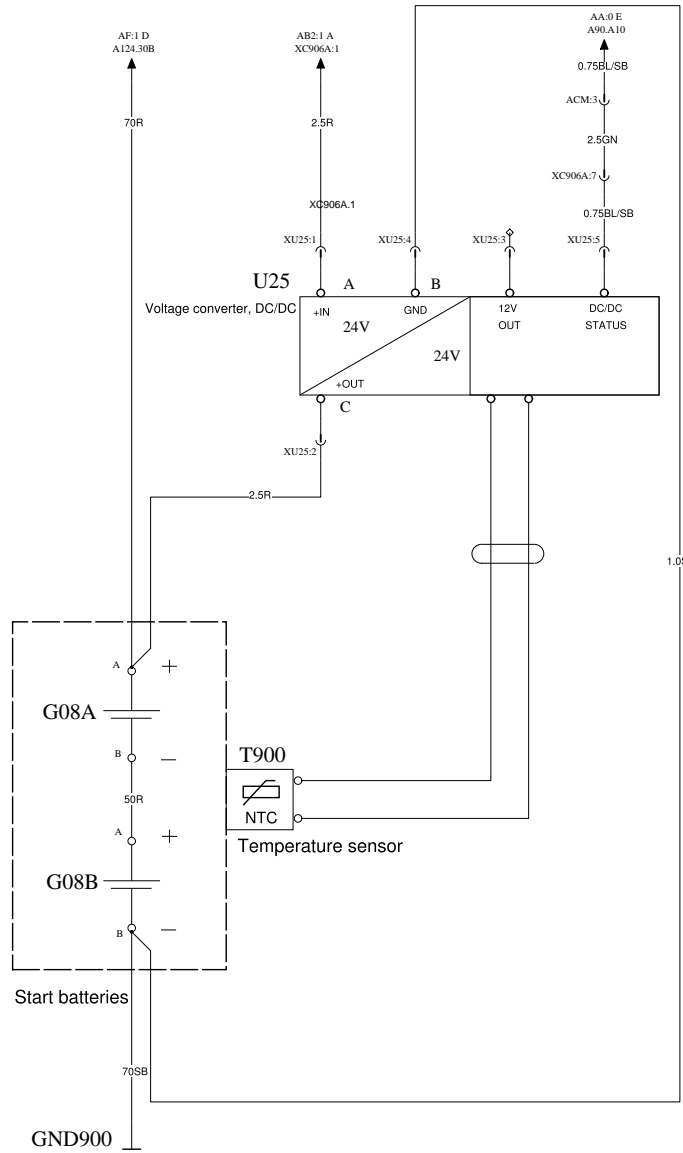 AF:1 D
A124.30B
AB2:1 A
XC906A:1
AA:0 E
A90.A10
0.75BL/SB
ACM:3
70R
2.5R
2.5GN
XC906A:7
XC906A.1
0.75BL/SB
XU25:1
XU25:4
XU25:3
XU25:5
U25
A
B
Voltage converter, DC/DC
+IN
24V
GND
12V
OUT
DC/DC
STATUS
24V
+OUT
C
XU25:2
2.5R
A
+
G08A
B
−
T900
50R
NTC
A
+
Temperature sensor
G08B
B
−
Start batteries
70SB
GND900